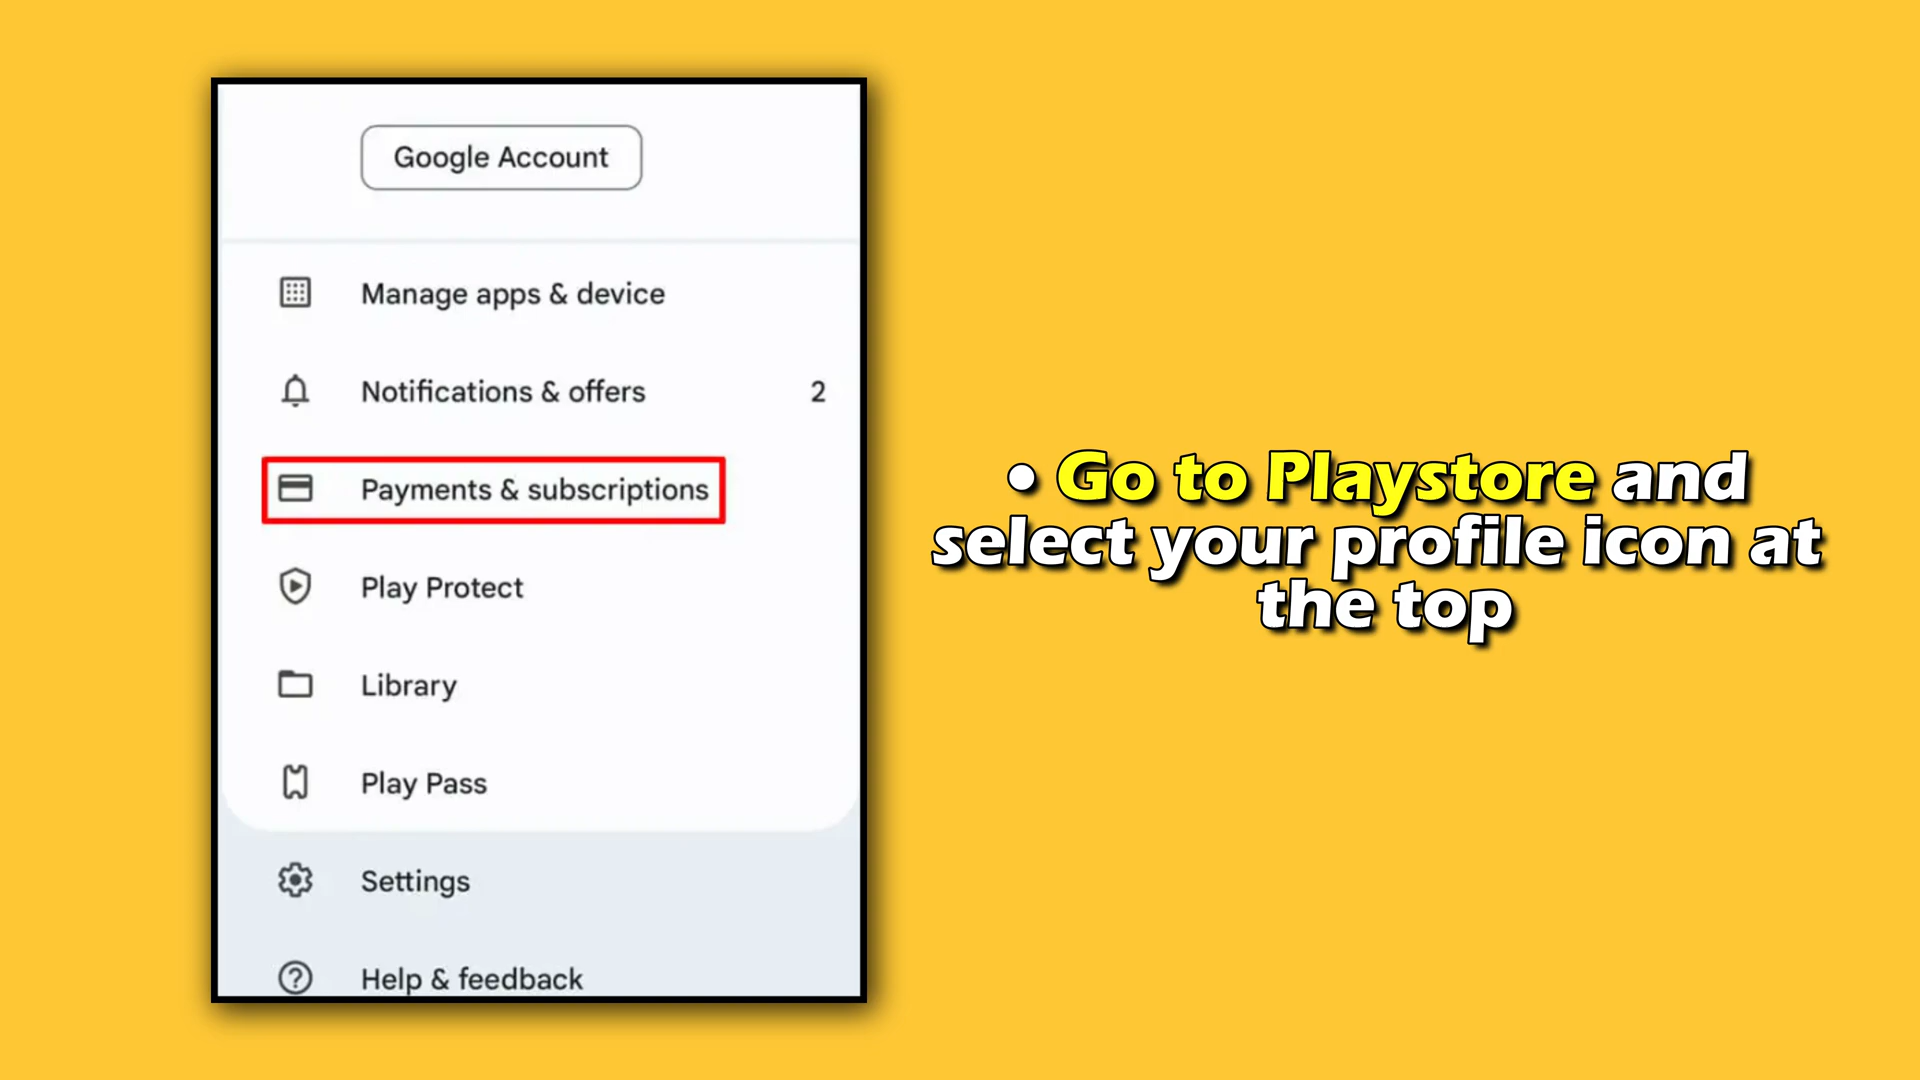 Google Account
Manage apps & device
Notifications & offers 2
Payments & subscriptions
Play Protect
Library
Play Pass
Settings
Help & feedback
• Go to Playstore and
select your profile icon at
the top